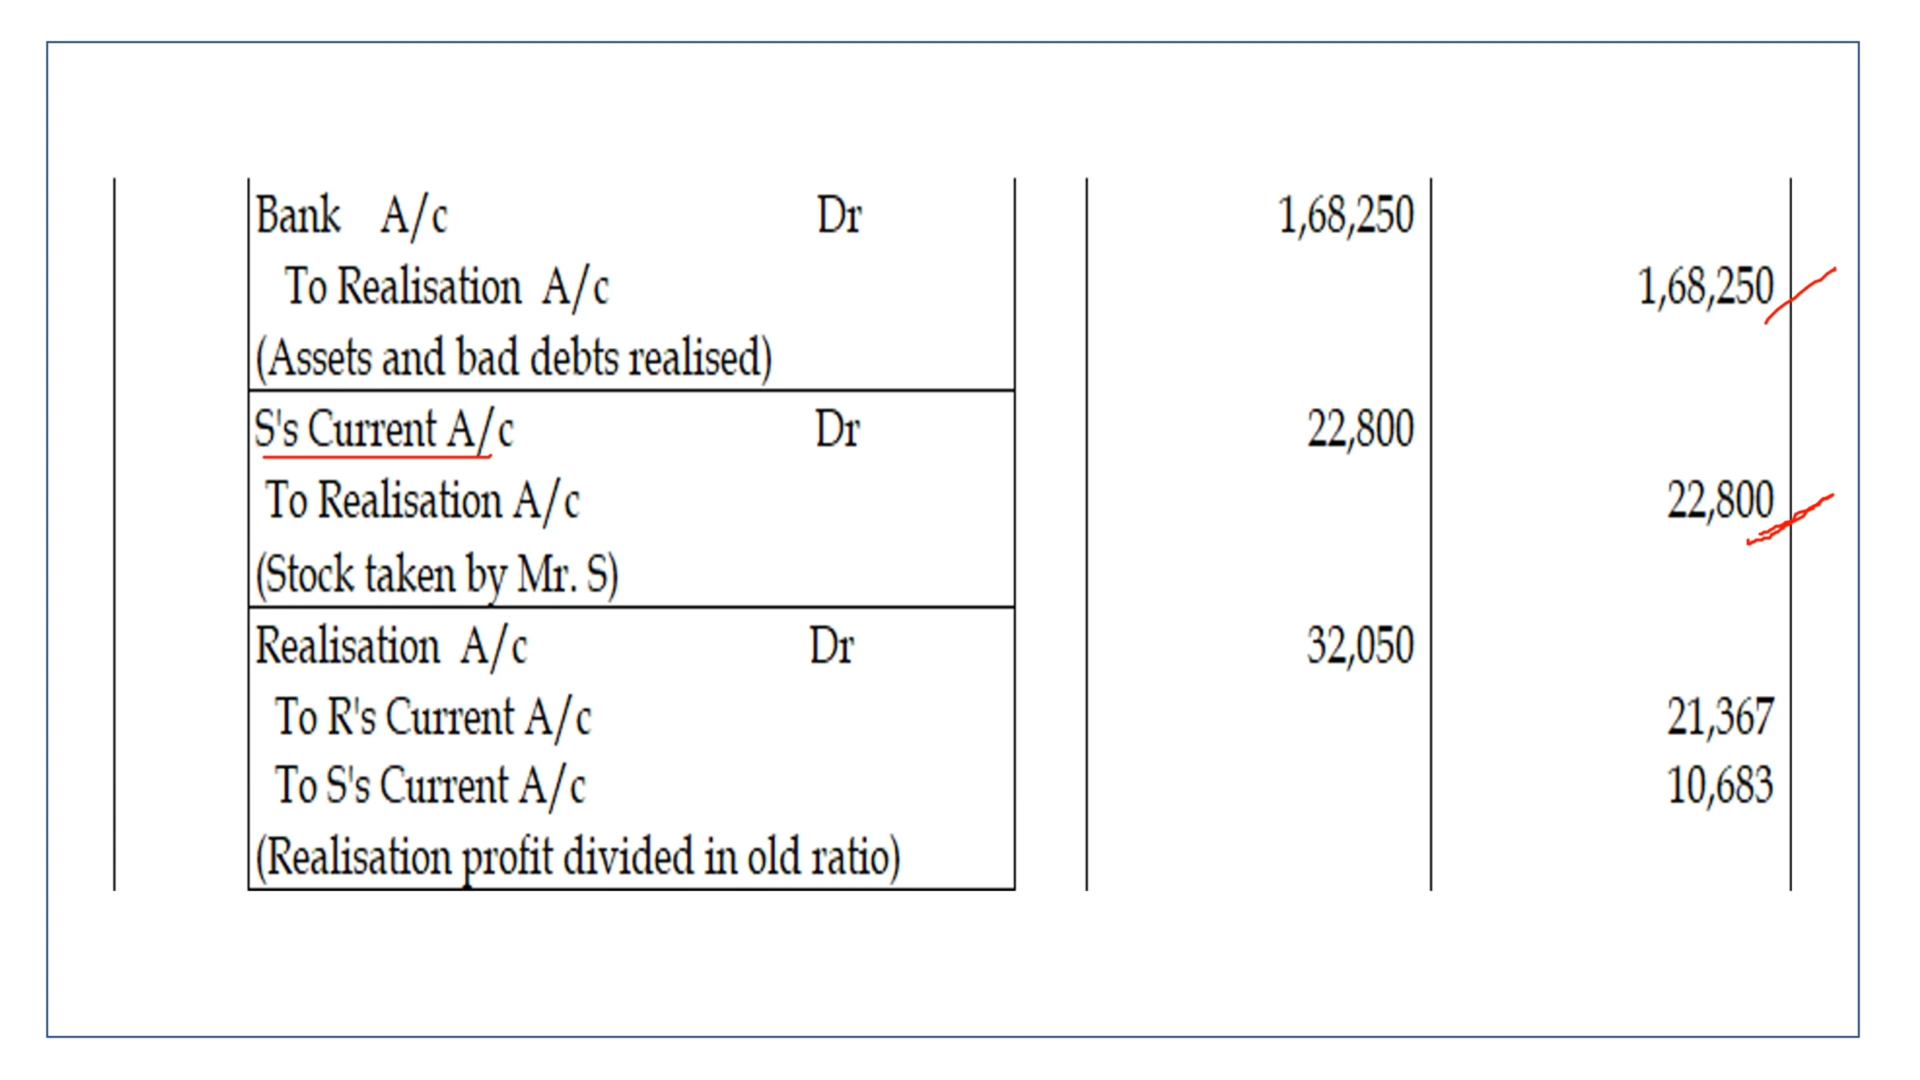 Bank A/c Dr 1,68,250
To Realisation A/c 1,68,250
(Assets and bad debts realised)
S's Current A/c Dr 22,800
To Realisation A/c 22,800
(Stock taken by Mr. S)
Realisation A/c Dr 32,050
To R's Current A/c 21,367
To S's Current A/c 10,683
(Realisation profit divided in old ratio)